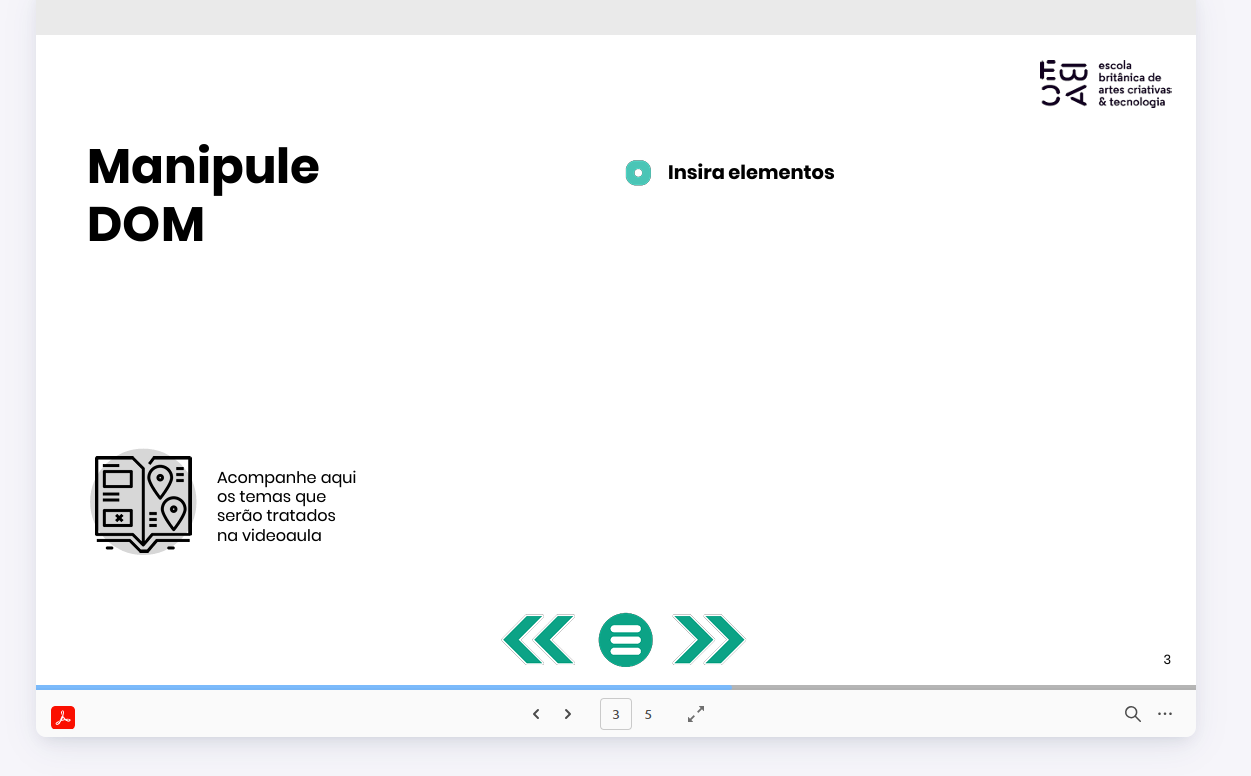 EBAC
escola
britânica de
artes criativas
& tecnologia
Manipule
DOM
Insira elementos
Acompanhe aqui
os temas que
serão tratados
na videoaula
3
3
5